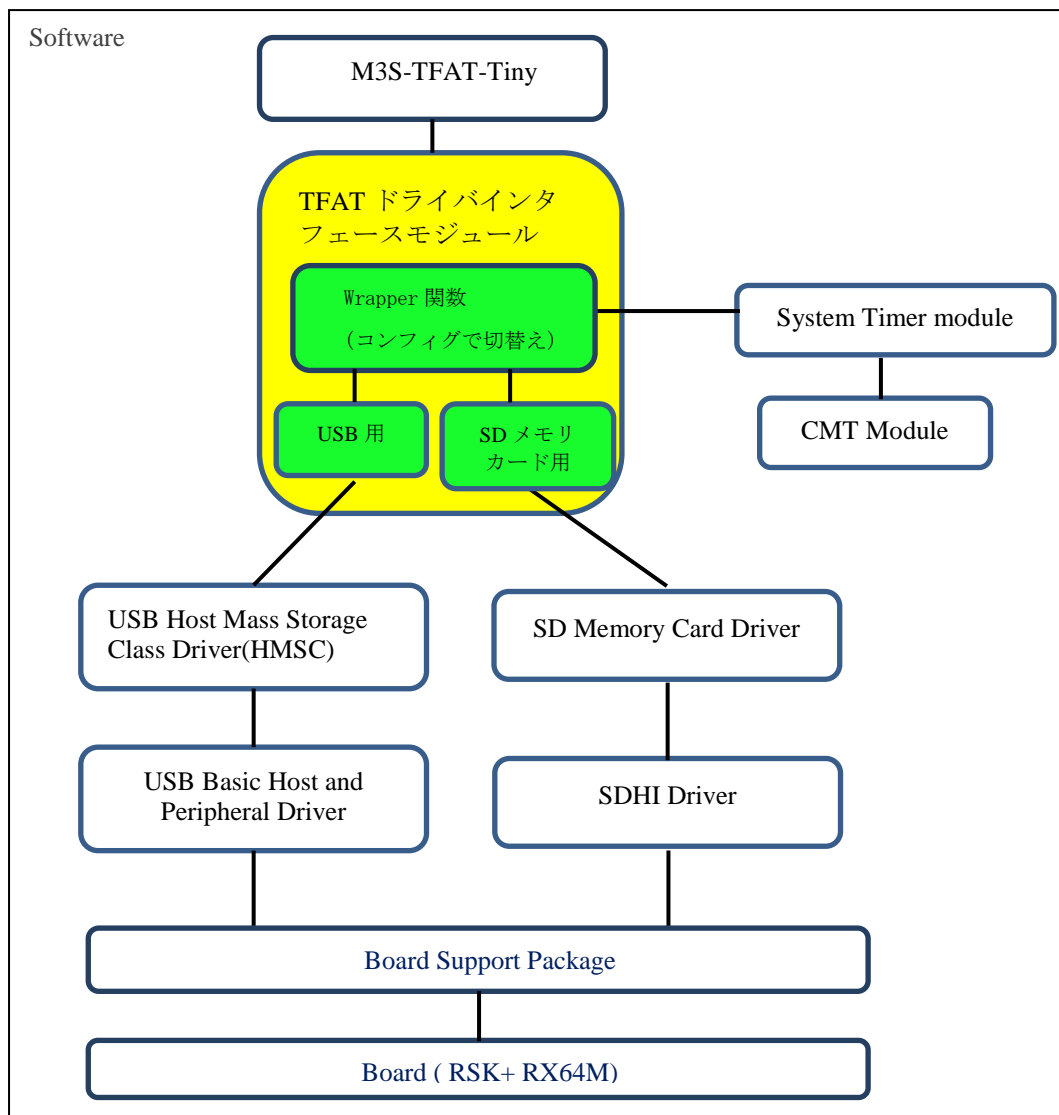 Software
M3S-TFAT-Tiny
TFAT ドライバインタ
フェースモジュール
Wrapper 関数
(コンフィグで切替え)
System Timer module
CMT Module
USB 用
SD メモリ
カード用
USB Host Mass Storage
Class Driver(HMSC)
SD Memory Card Driver
USB Basic Host and
Peripheral Driver
SDHI Driver
Board Support Package
Board ( RSK+ RX64M)